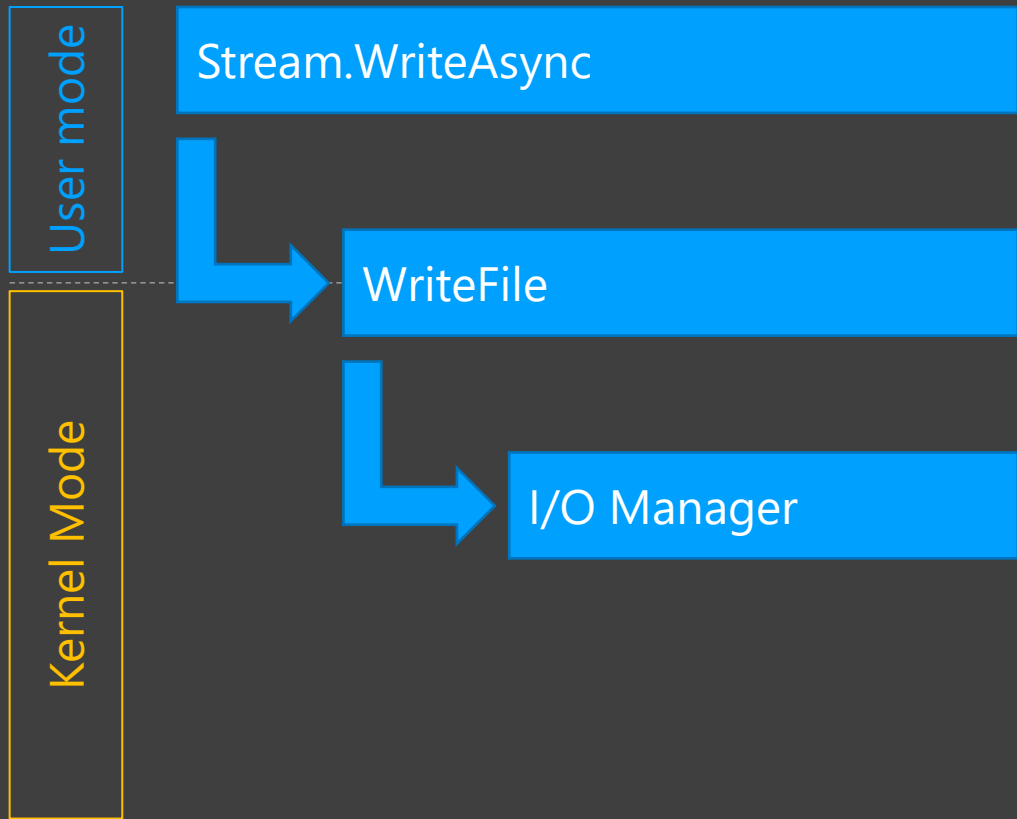 User mode
Stream.WriteAsync
WriteFile
Kernel Mode
I/O Manager